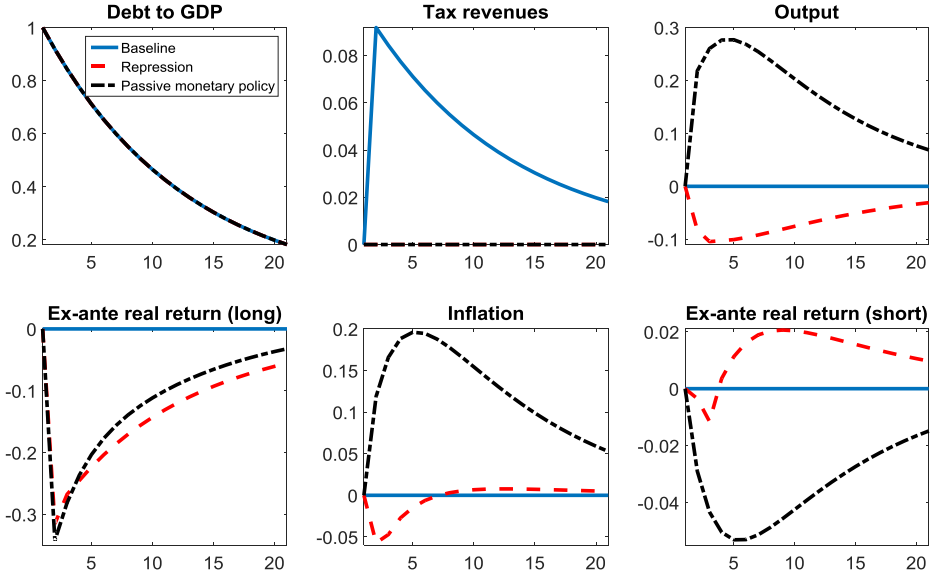 Debt to GDP
1
0.8
0.6
0.4
0.2
5 10 15 20
Baseline
Repression
Passive monetary policy
Tax revenues
0.08
0.06
0.04
0.02
0
5 10 15 20
Output
0.3
0.2
0.1
0
-0.1
5 10 15 20
Ex-ante real return (long)
0
-0.1
-0.2
-0.3
5 10 15 20
Inflation
0.2
0.15
0.1
0.05
0
-0.05
5 10 15 20
Ex-ante real return (short)
0.02
0
-0.02
-0.04
5 10 15 20